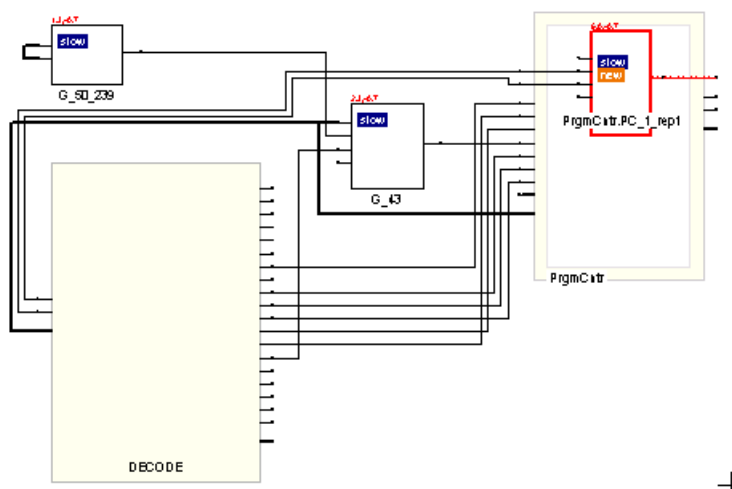 slow
G_50_239
slow
G_43
slow
new
PrgmCntr.PC_1_rep1
PrgmCntr
DECODE